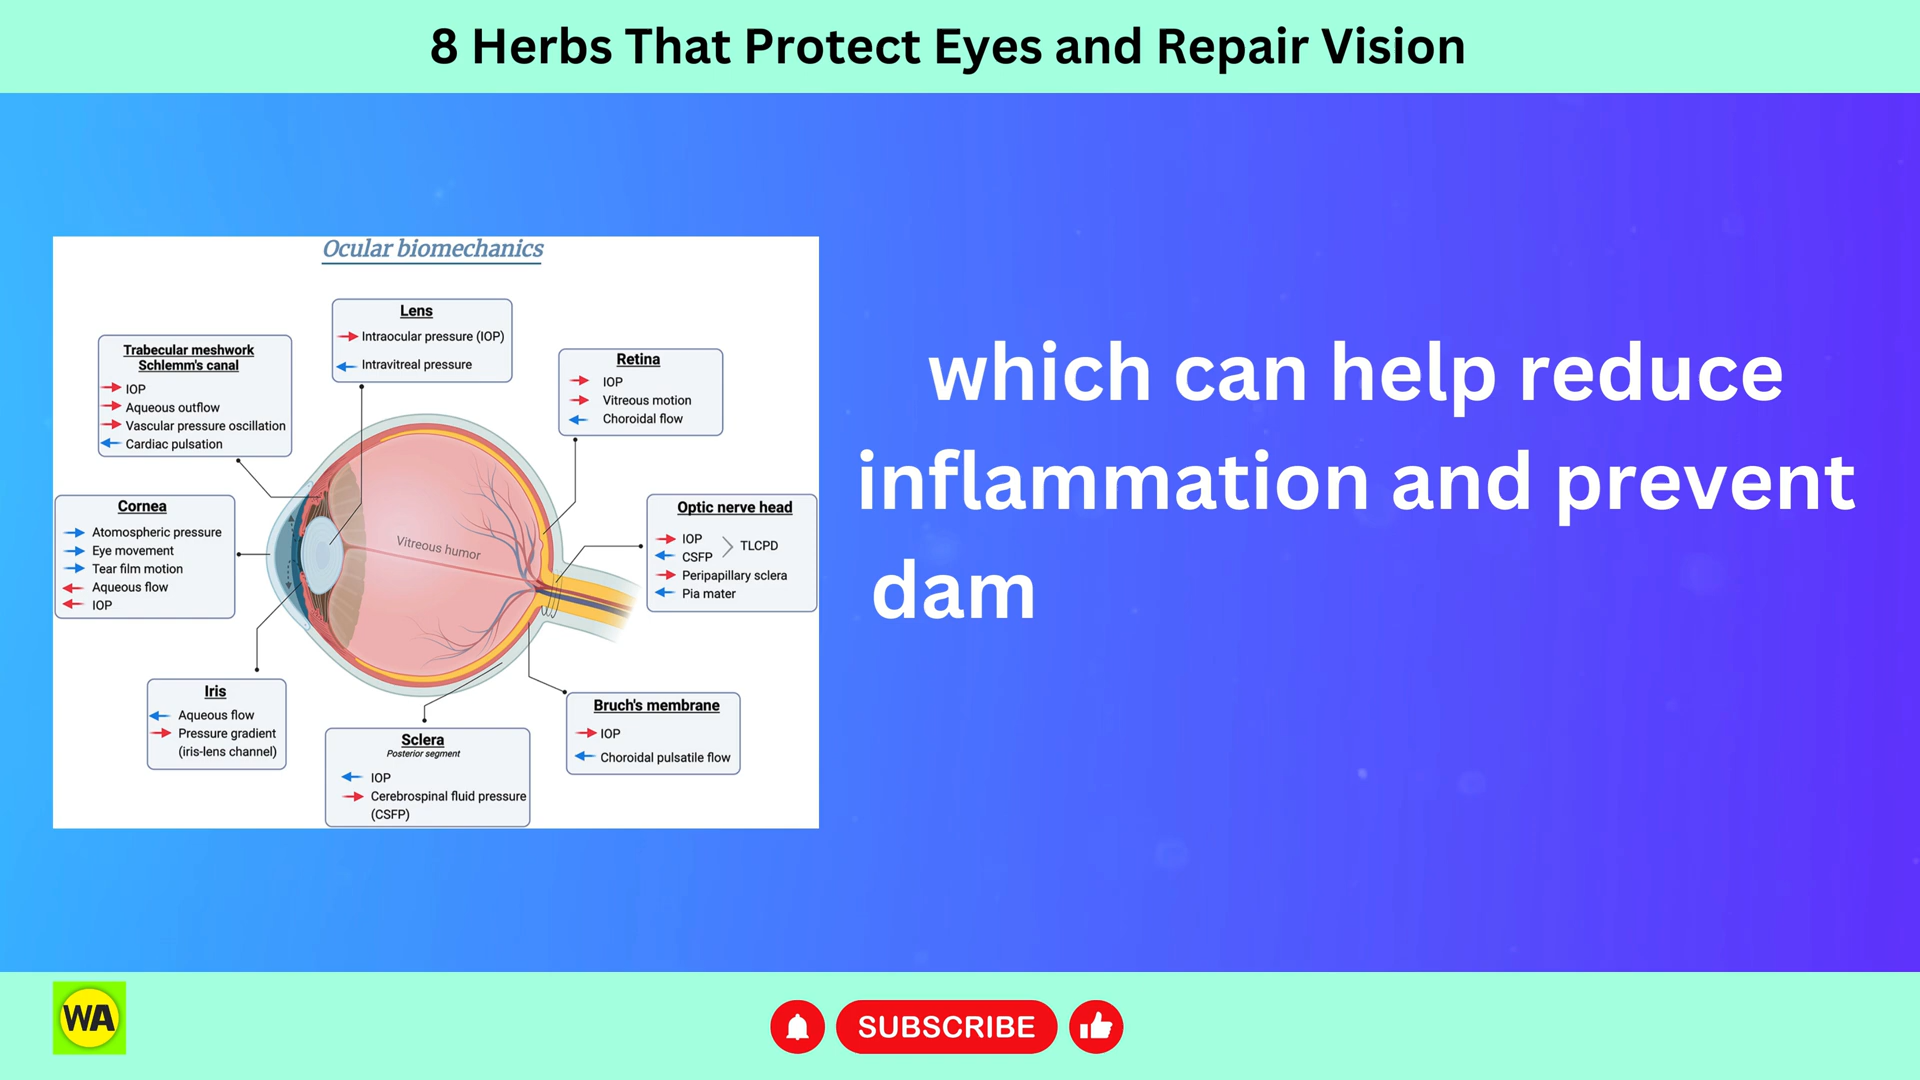 8 Herbs That Protect Eyes and Repair Vision
Ocular biomechanics
Lens
Intraocular pressure (IOP)
Intravitreal pressure
Trabecular meshwork
Schlemm's canal
IOP
Aqueous outflow
Vascular pressure oscillation
Cardiac pulsation
Retina
IOP
Vitreous motion
Choroidal flow
Cornea
Atomospheric pressure
Eye movement
Tear film motion
Aqueous flow
IOP
Vitreous humor
Optic nerve head
IOP
CSFP
TLCPD
Peripapillary sclera
Pia mater
Iris
Aqueous flow
Pressure gradient
(iris-lens channel)
Sclera
Posterior segment
IOP
Cerebrospinal fluid pressure
(CSFP)
Bruch's membrane
IOP
Choroidal pulsatile flow
which can help reduce
inflammation and prevent
dam
WA
SUBSCRIBE